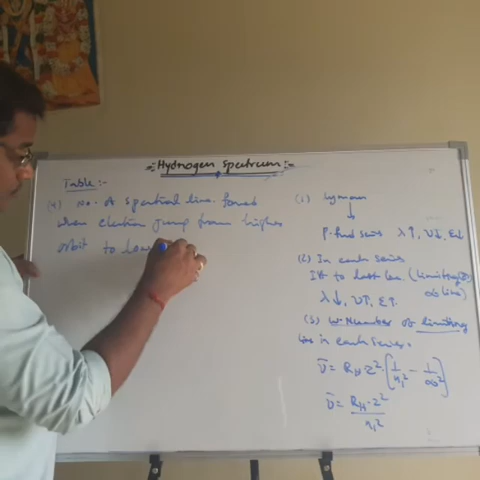 Hydrogen Spectrum :-
Table :-
(4) No. of spectral line formed
when electron jump from higher
orbit to low
(1) Lyman
↓
P-fund series λ↑, ν↓, E↓
(2) In each series
Ist to last line (limiting or
∞ line)
λ↓, ν↑, E↑
(3) W. Number of limiting
line in each series
ν̄ = R_H z² [1/n₁² - 1/∞²]
ν̄ = R_H · z² / n₁²